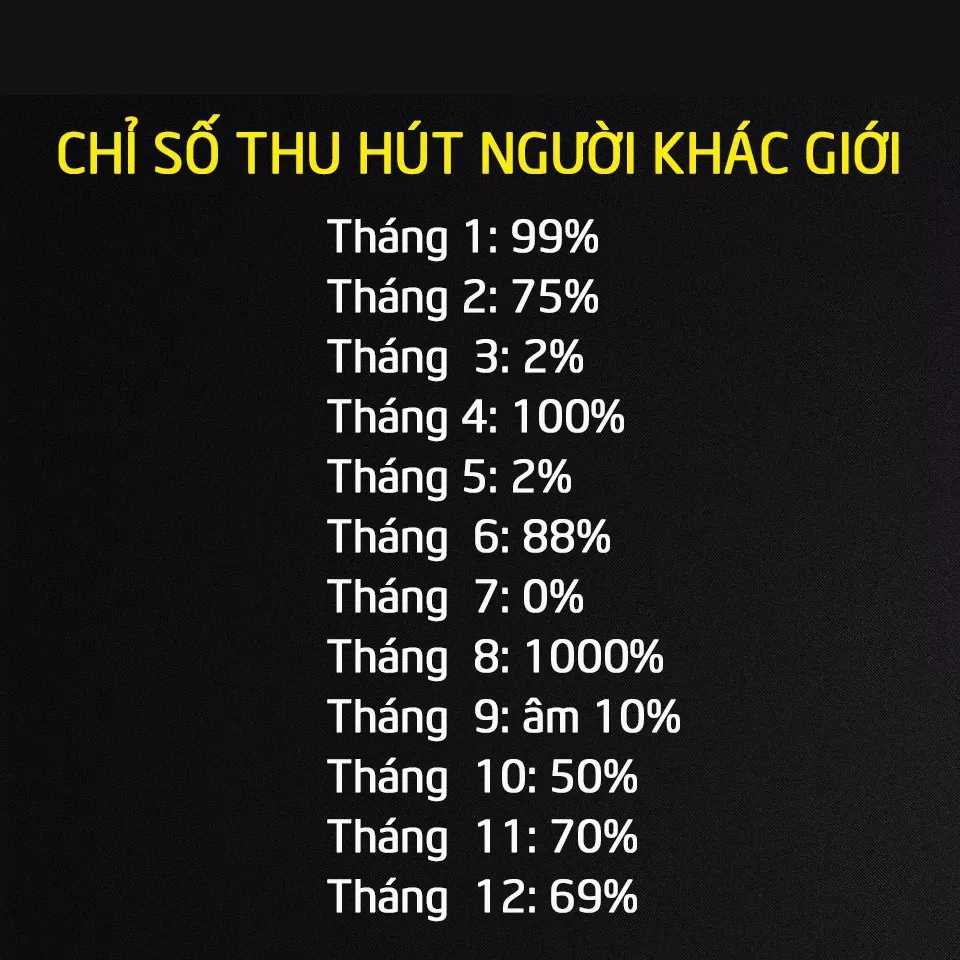 CHỈ SỐ THU HÚT NGƯỜI KHÁC GIỚI
Tháng 1: 99%
Tháng 2: 75%
Tháng 3: 2%
Tháng 4: 100%
Tháng 5: 2%
Tháng 6: 88%
Tháng 7: 0%
Tháng 8: 1000%
Tháng 9: âm 10%
Tháng 10: 50%
Tháng 11: 70%
Tháng 12: 69%